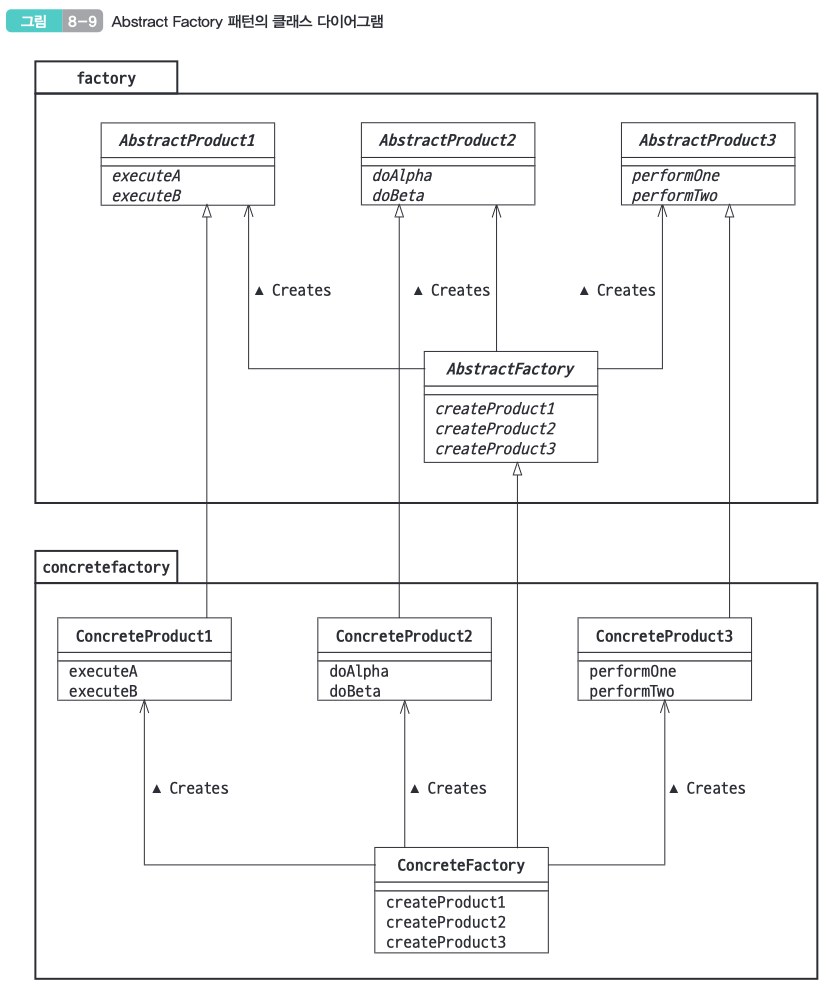 그림 8-9 Abstract Factory 패턴의 클래스 다이어그램
factory
AbstractProduct1
executeA
executeB
AbstractProduct2
doAlpha
doBeta
AbstractProduct3
performOne
performTwo
▲ Creates
▲ Creates
▲ Creates
AbstractFactory
createProduct1
createProduct2
createProduct3
concretefactory
ConcreteProduct1
executeA
executeB
ConcreteProduct2
doAlpha
doBeta
ConcreteProduct3
performOne
performTwo
▲ Creates
▲ Creates
▲ Creates
ConcreteFactory
createProduct1
createProduct2
createProduct3